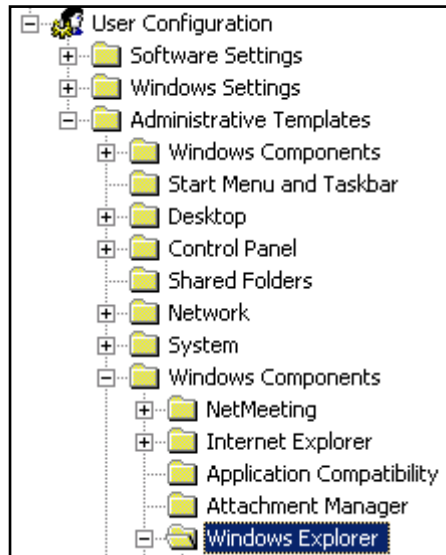 User Configuration
Software Settings
Windows Settings
Administrative Templates
Windows Components
Start Menu and Taskbar
Desktop
Control Panel
Shared Folders
Network
System
Windows Components
NetMeeting
Internet Explorer
Application Compatibility
Attachment Manager
Windows Explorer